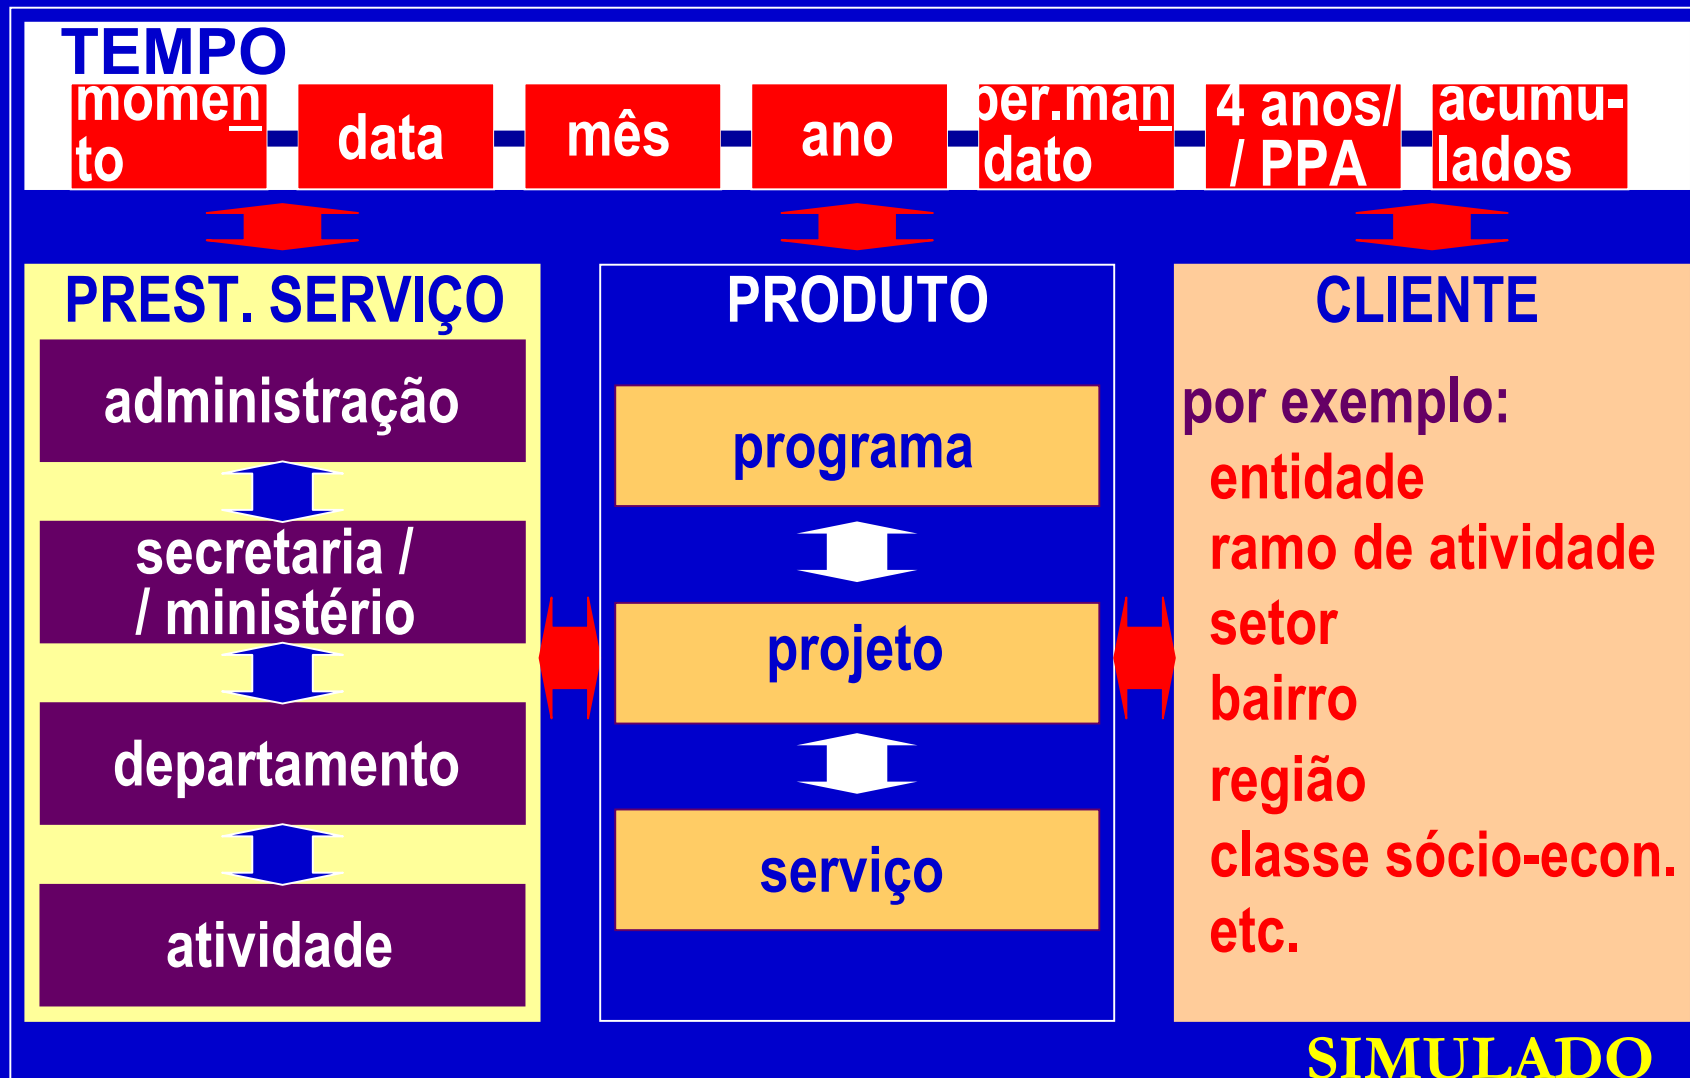 TEMPO
momen
to
data
mês
ano
per.man
dato
4 anos/
/ PPA
acumu-
lados
PREST. SERVIÇO
administração
secretaria /
/ ministério
departamento
atividade
PRODUTO
programa
projeto
serviço
CLIENTE
por exemplo:
entidade
ramo de atividade
setor
bairro
região
classe sócio-econ.
etc.
SIMULADO